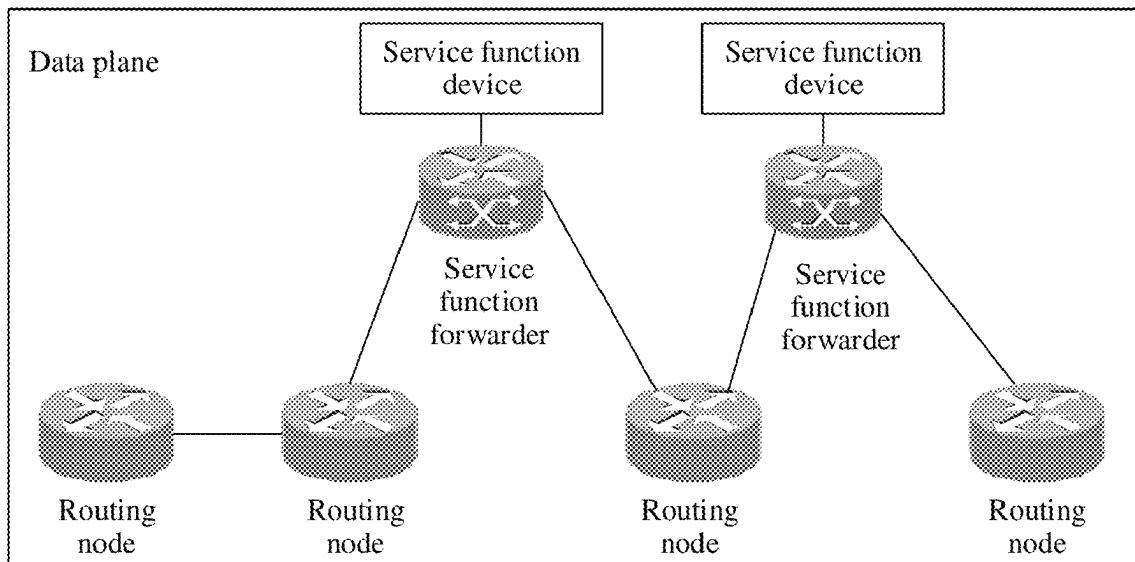 Data plane
Service function
device
Service function
device
Service
function
forwarder
Service
function
forwarder
Routing
node
Routing
node
Routing
node
Routing
node